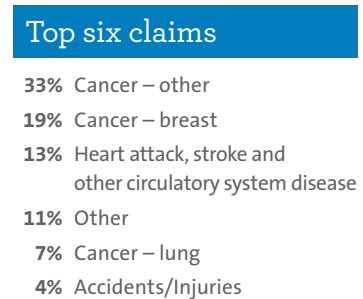 Top six claims
33% Cancer – other
19% Cancer – breast
13% Heart attack, stroke and
other circulatory system disease
11% Other
7% Cancer – lung
4% Accidents/Injuries